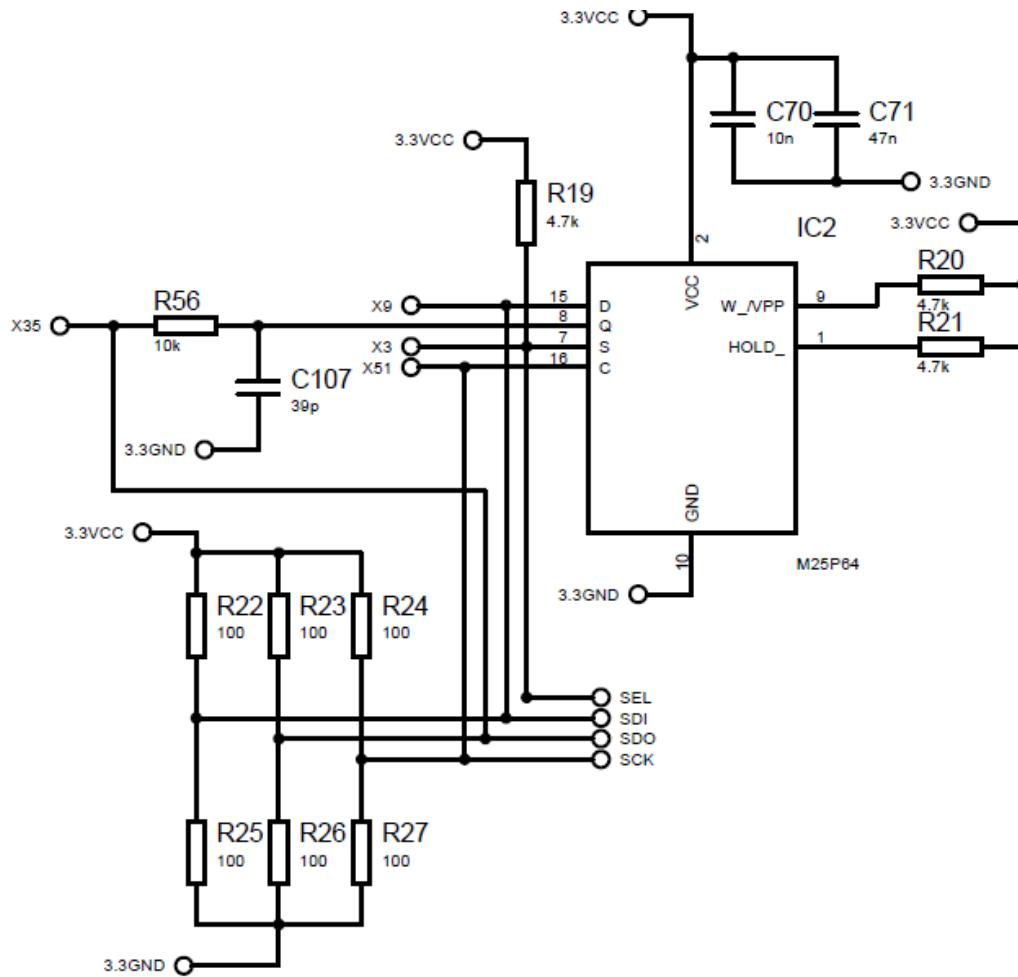 3.3VCC
C70
10n
C71
47n
3.3VCC
3.3GND
R19
4.7k
IC2
3.3VCC
2
VCC
R20
4.7k
R56
10k
X9
15
D
W_/VPP
9
X35
8
Q
R21
4.7k
X3
7
S
HOLD_
1
X51
16
C
C107
39p
3.3GND
GND
10
3.3VCC
M25P64
3.3GND
R22
100
R23
100
R24
100
SEL
SDI
SDO
SCK
R25
100
R26
100
R27
100
3.3GND